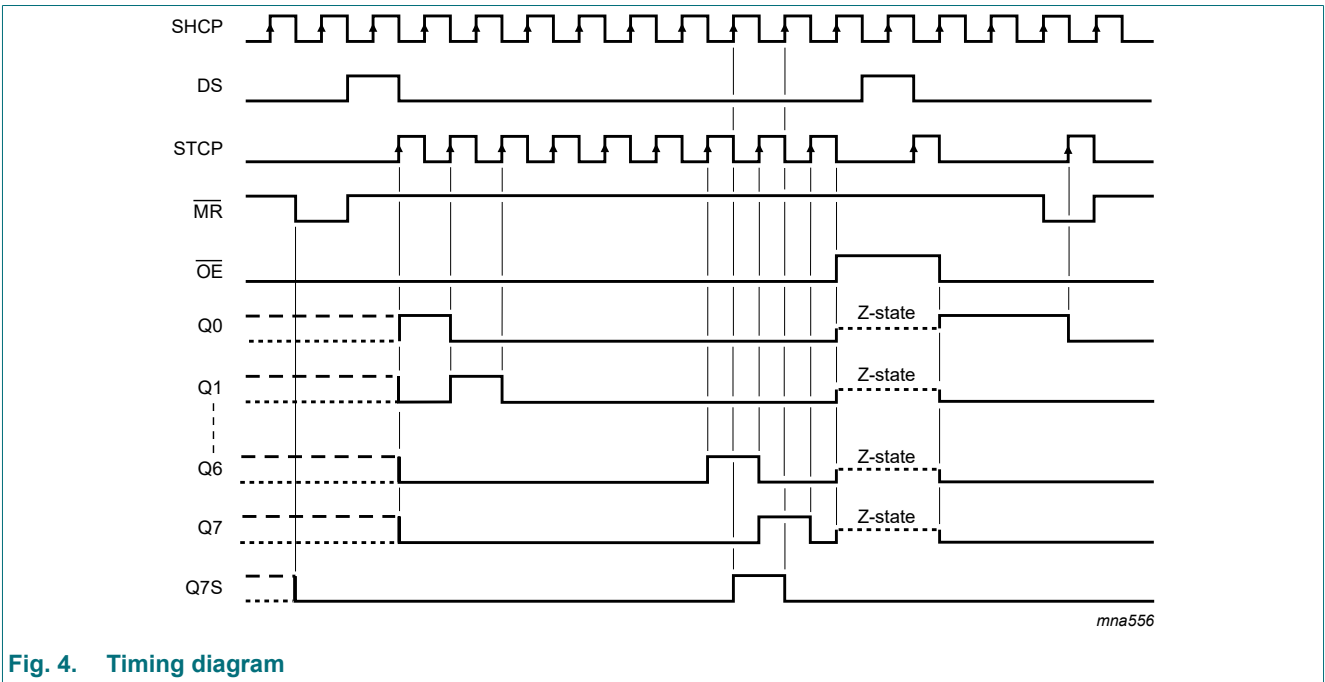 SHCP
DS
STCP
MR
OE
Q0
Z-state
Q1
Z-state
Q6
Z-state
Q7
Z-state
Q7S
mna556
Fig. 4. Timing diagram